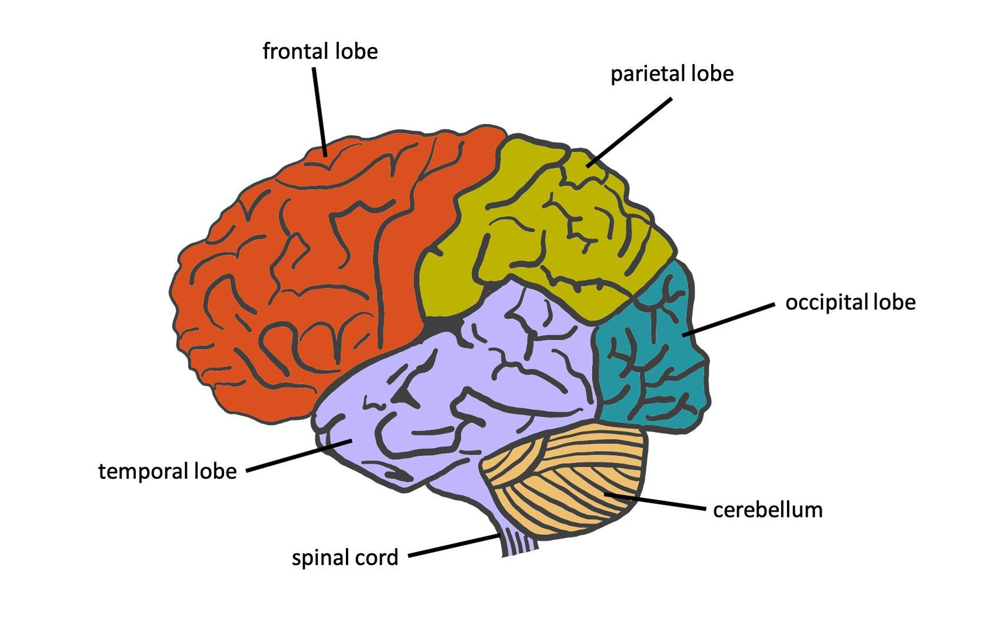 frontal lobe
parietal lobe
occipital lobe
temporal lobe
cerebellum
spinal cord